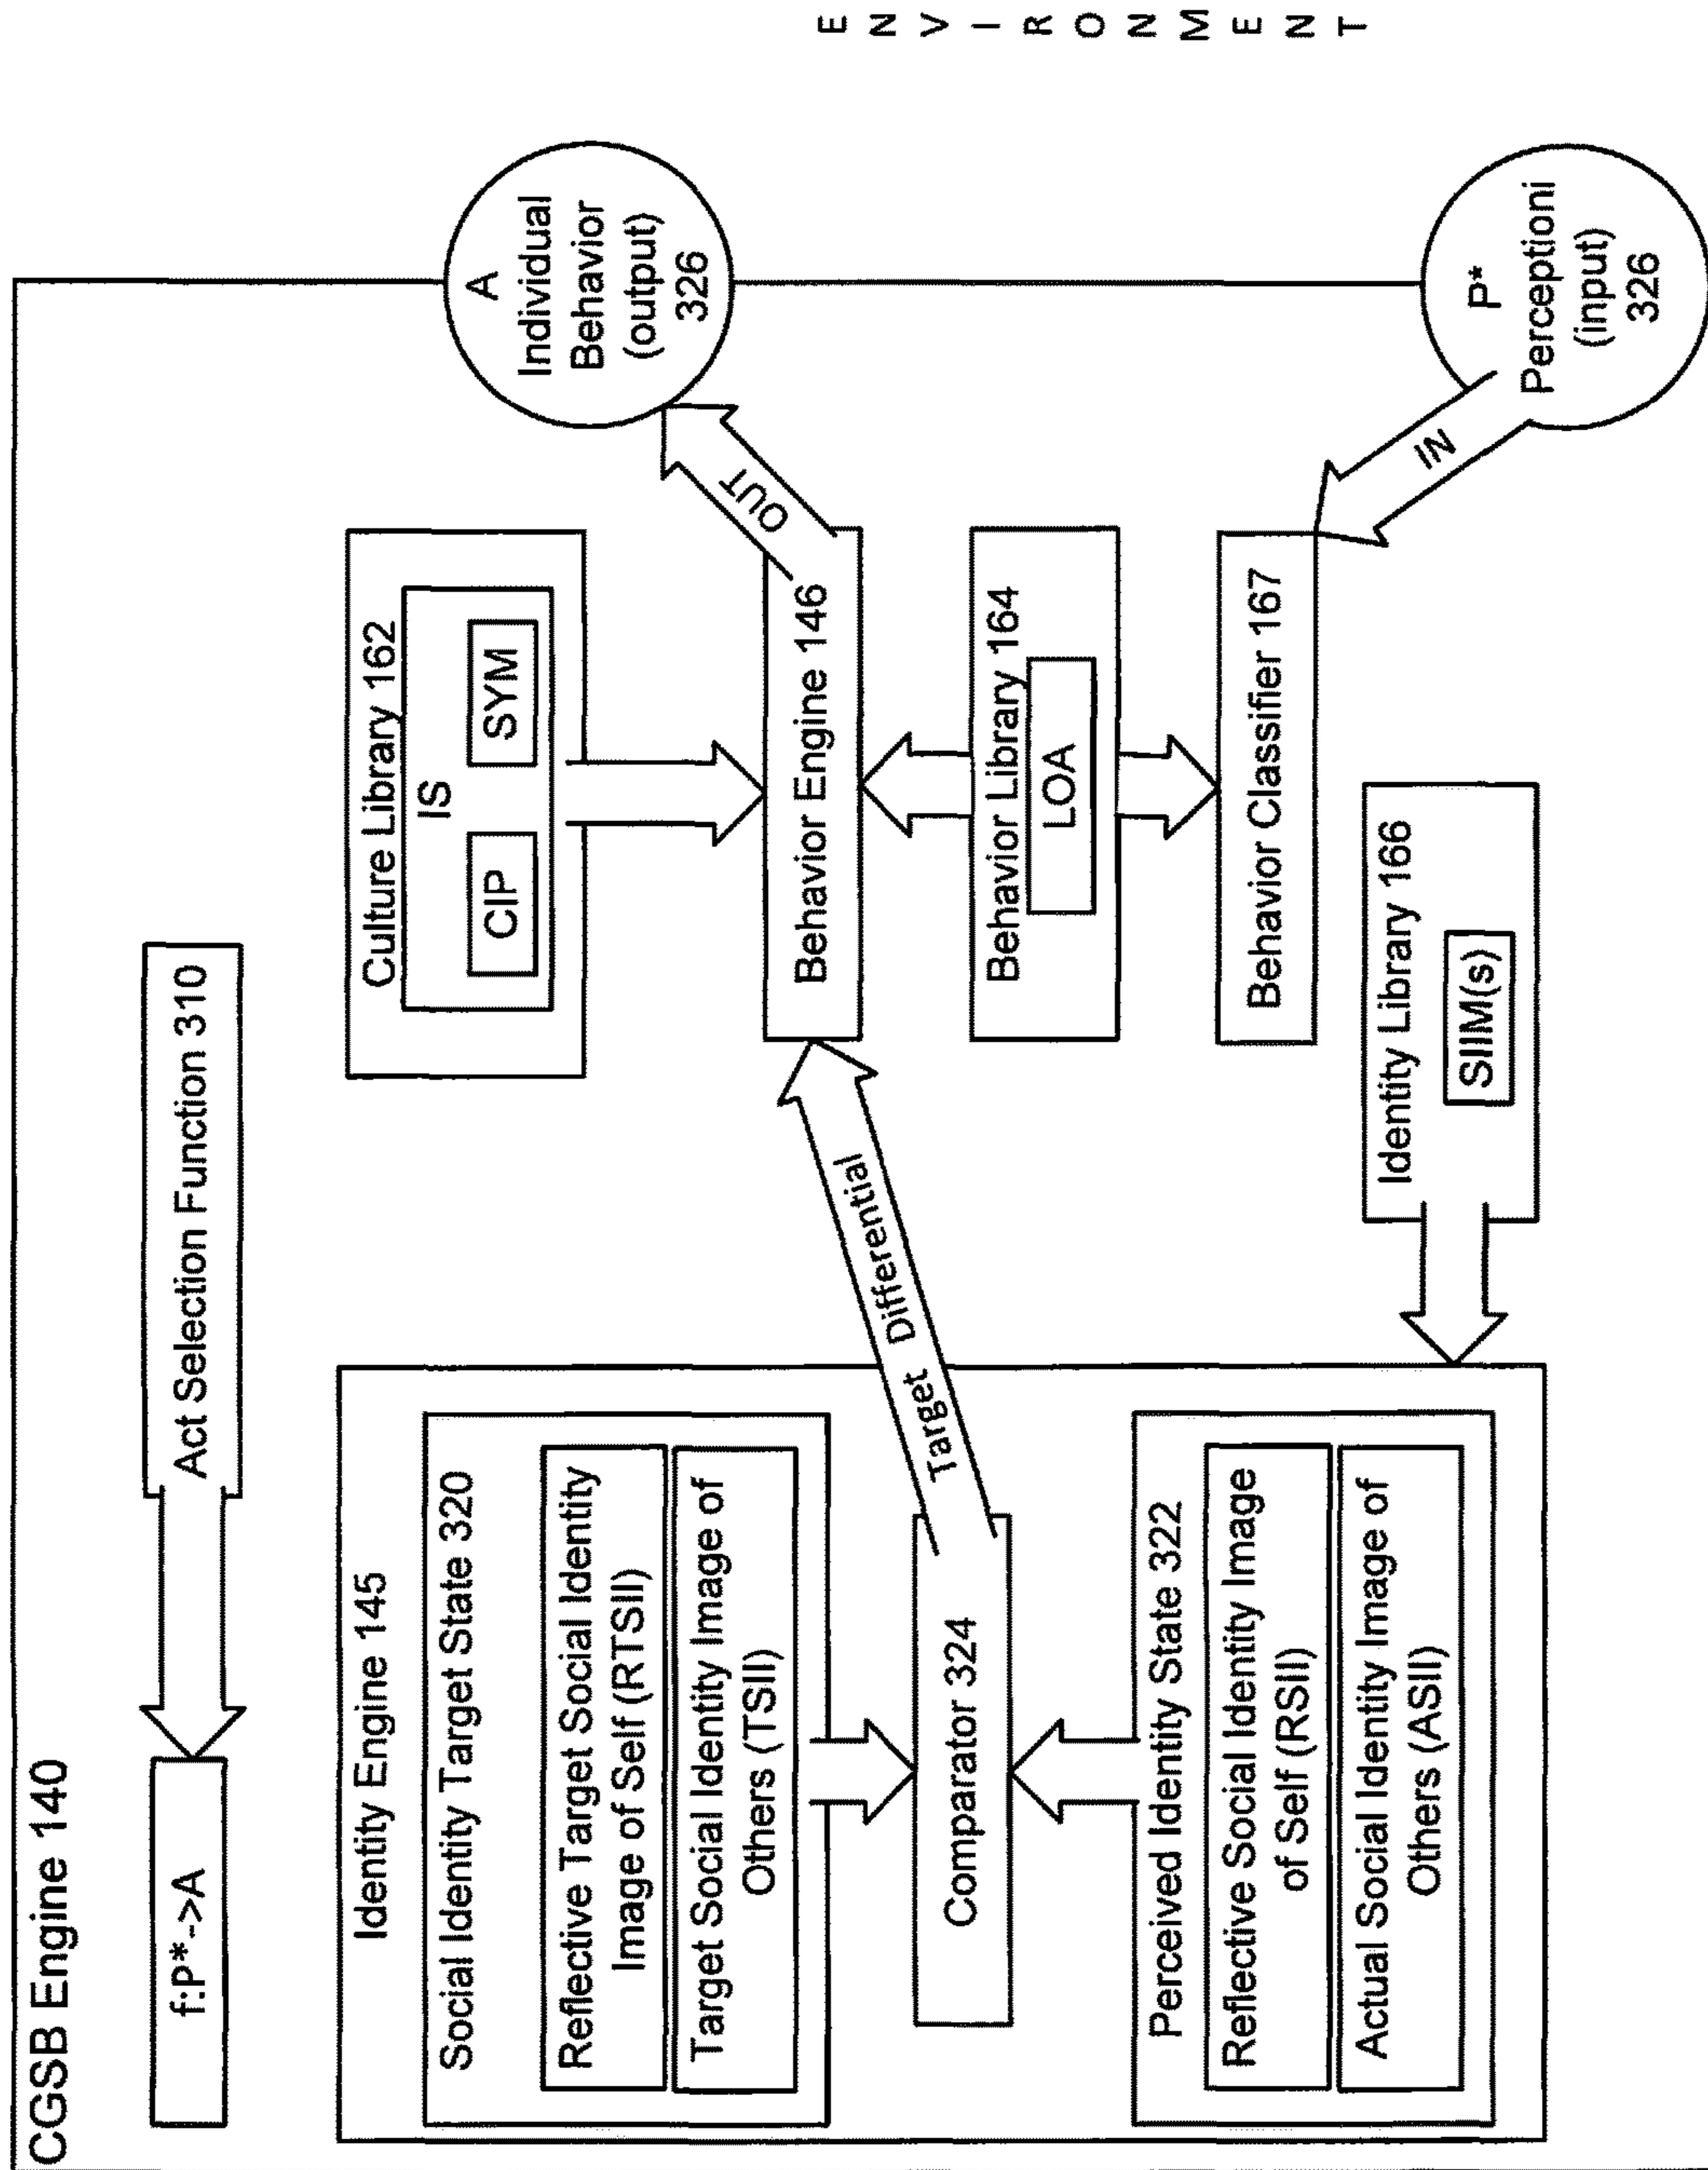 CGSB Engine 140
f:P*->A
Act Selection Function 310
Identity Engine 145
Social Identity Target State 320
Reflective Target Social Identity
Image of Self (RTSII)
Target Social Identity Image of
Others (TSII)
Comparator 324
Target Differential
Perceived Identity State 322
Reflective Social Identity Image
of Self (RSII)
Actual Social Identity Image of
Others (ASII)
Culture Library 162
IS
CIP
SYM
Behavior Engine 146
OUT
Behavior Library 164
LOA
Behavior Classifier 167
IN
Identity Library 166
SIIM(s)
A
Individual
Behavior
(output)
326
P*
Perceptioni
(input)
326
E
N
V
I
R
O
N
M
E
N
T